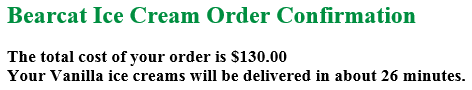 Bearcat Ice Cream Order Confirmation
The total cost of your order is $130.00
Your Vanilla ice creams will be delivered in about 26 minutes.